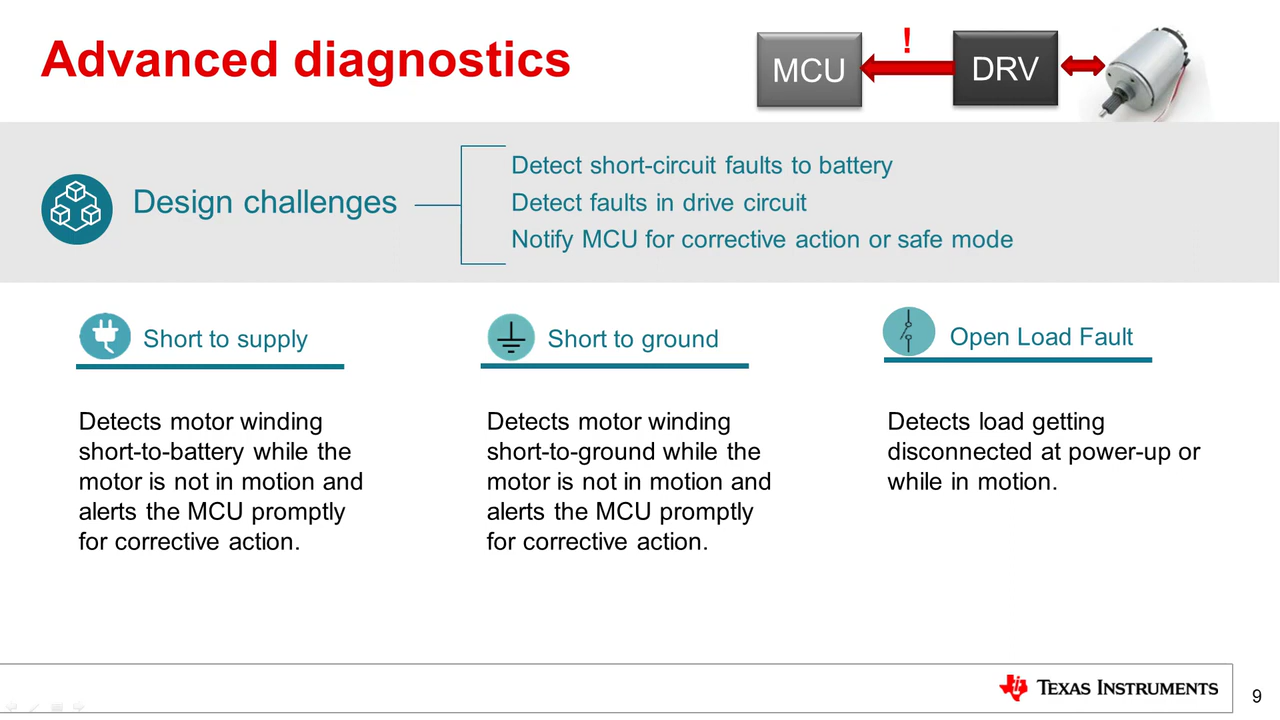 Advanced diagnostics
MCU
!
DRV
Design challenges
Detect short-circuit faults to battery
Detect faults in drive circuit
Notify MCU for corrective action or safe mode
Short to supply
Detects motor winding
short-to-battery while the
motor is not in motion and
alerts the MCU promptly
for corrective action.
Short to ground
Detects motor winding
short-to-ground while the
motor is not in motion and
alerts the MCU promptly
for corrective action.
Open Load Fault
Detects load getting
disconnected at power-up or
while in motion.
TEXAS INSTRUMENTS
9